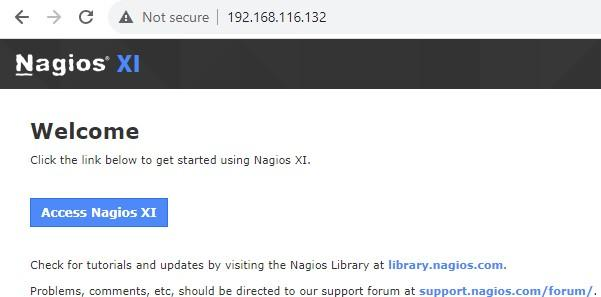 Not secure | 192.168.116.132
Nagios® XI
Welcome
Click the link below to get started using Nagios XI.
Access Nagios XI
Check for tutorials and updates by visiting the Nagios Library at library.nagios.com.
Problems, comments, etc, should be directed to our support forum at support.nagios.com/forum/.